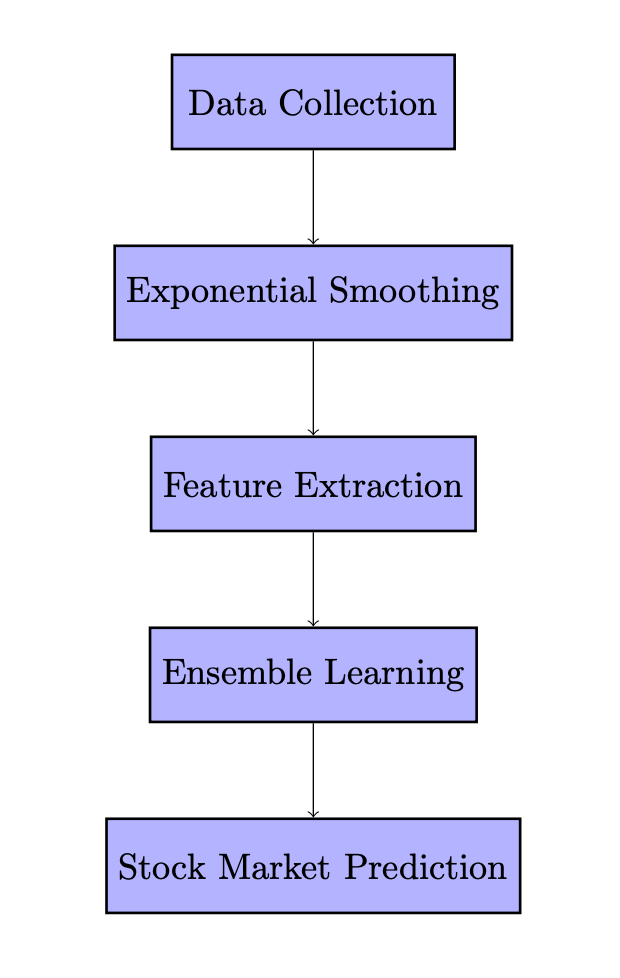 Data Collection
Exponential Smoothing
Feature Extraction
Ensemble Learning
Stock Market Prediction